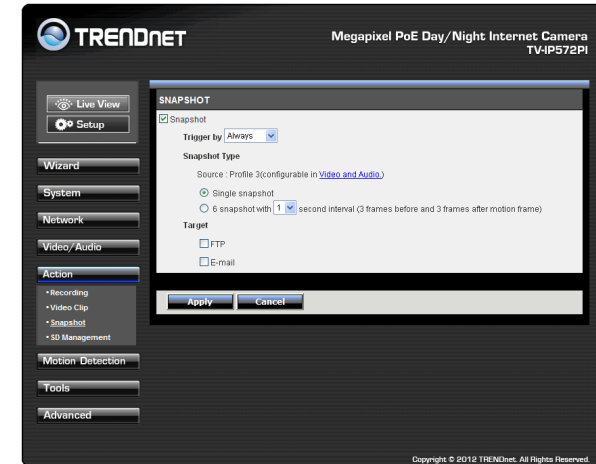 TRENDNET
Megapixel PoE Day/Night Internet Camera
TV-IP572PI
Live View
Setup
Wizard
System
Network
Video/Audio
Action
•Recording
•Video Clip
•Snapshot
•SD Management
Motion Detection
Tools
Advanced
SNAPSHOT
Snapshot
Trigger by Always
Snapshot Type
Source : Profile 3(configurable in Video and Audio.)
Single snapshot
6 snapshot with 1 second interval (3 frames before and 3 frames after motion frame)
Target
FTP
E-mail
Apply Cancel
Copyright © 2012 TRENDnet. All Rights Reserved.